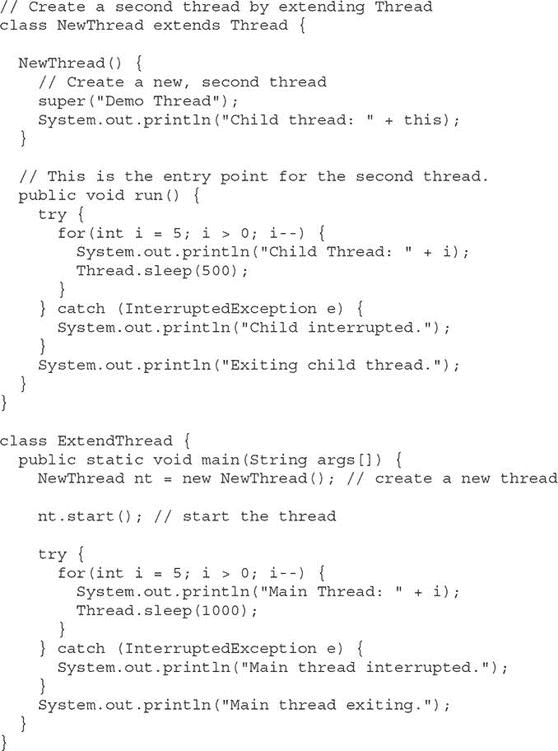 // Create a second thread by extending Thread
class NewThread extends Thread {

  NewThread() {
    // Create a new, second thread
    super("Demo Thread");
    System.out.println("Child thread: " + this);
  }

  // This is the entry point for the second thread.
  public void run() {
    try {
      for(int i = 5; i > 0; i--) {
        System.out.println("Child Thread: " + i);
        Thread.sleep(500);
      }
    } catch (InterruptedException e) {
      System.out.println("Child interrupted.");
    }
    System.out.println("Exiting child thread.");
  }
}

class ExtendThread {
  public static void main(String args[]) {
    NewThread nt = new NewThread(); // create a new thread

    nt.start(); // start the thread

    try {
      for(int i = 5; i > 0; i--) {
        System.out.println("Main Thread: " + i);
        Thread.sleep(1000);
      }
    } catch (InterruptedException e) {
      System.out.println("Main thread interrupted.");
    }
    System.out.println("Main thread exiting.");
  }
}